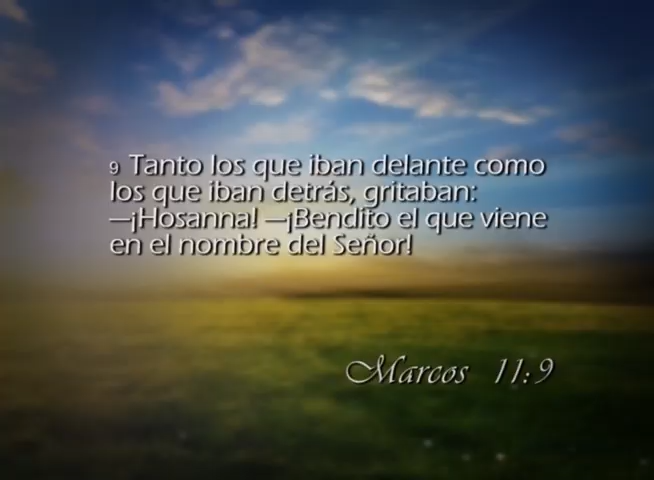 9 Tanto los que iban delante como
los que iban detrás, gritaban:
—¡Hosanna! —¡Bendito el que viene
en el nombre del Señor!
Marcos 11:9